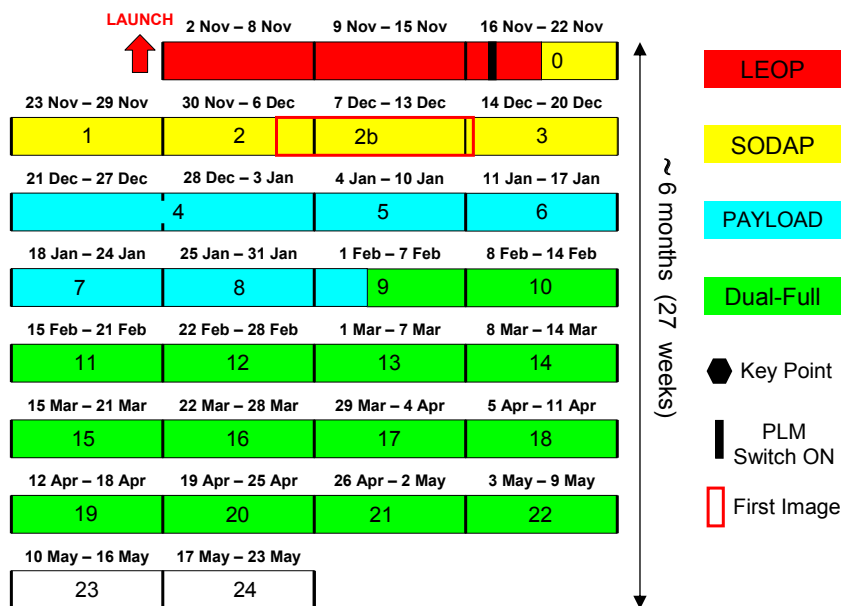 LAUNCH
2 Nov – 8 Nov 9 Nov – 15 Nov 16 Nov – 22 Nov
0
23 Nov – 29 Nov 30 Nov – 6 Dec 7 Dec – 13 Dec 14 Dec – 20 Dec
1 2 2b 3
21 Dec – 27 Dec 28 Dec – 3 Jan 4 Jan – 10 Jan 11 Jan – 17 Jan
4 5 6
18 Jan – 24 Jan 25 Jan – 31 Jan 1 Feb – 7 Feb 8 Feb – 14 Feb
7 8 9 10
15 Feb – 21 Feb 22 Feb – 28 Feb 1 Mar – 7 Mar 8 Mar – 14 Mar
11 12 13 14
15 Mar – 21 Mar 22 Mar – 28 Mar 29 Mar – 4 Apr 5 Apr – 11 Apr
15 16 17 18
12 Apr – 18 Apr 19 Apr – 25 Apr 26 Apr – 2 May 3 May – 9 May
19 20 21 22
10 May – 16 May 17 May – 23 May
23 24
~ 6 months (27 weeks)
LEOP
SODAP
PAYLOAD
Dual-Full
Key Point
PLM
Switch ON
First Image